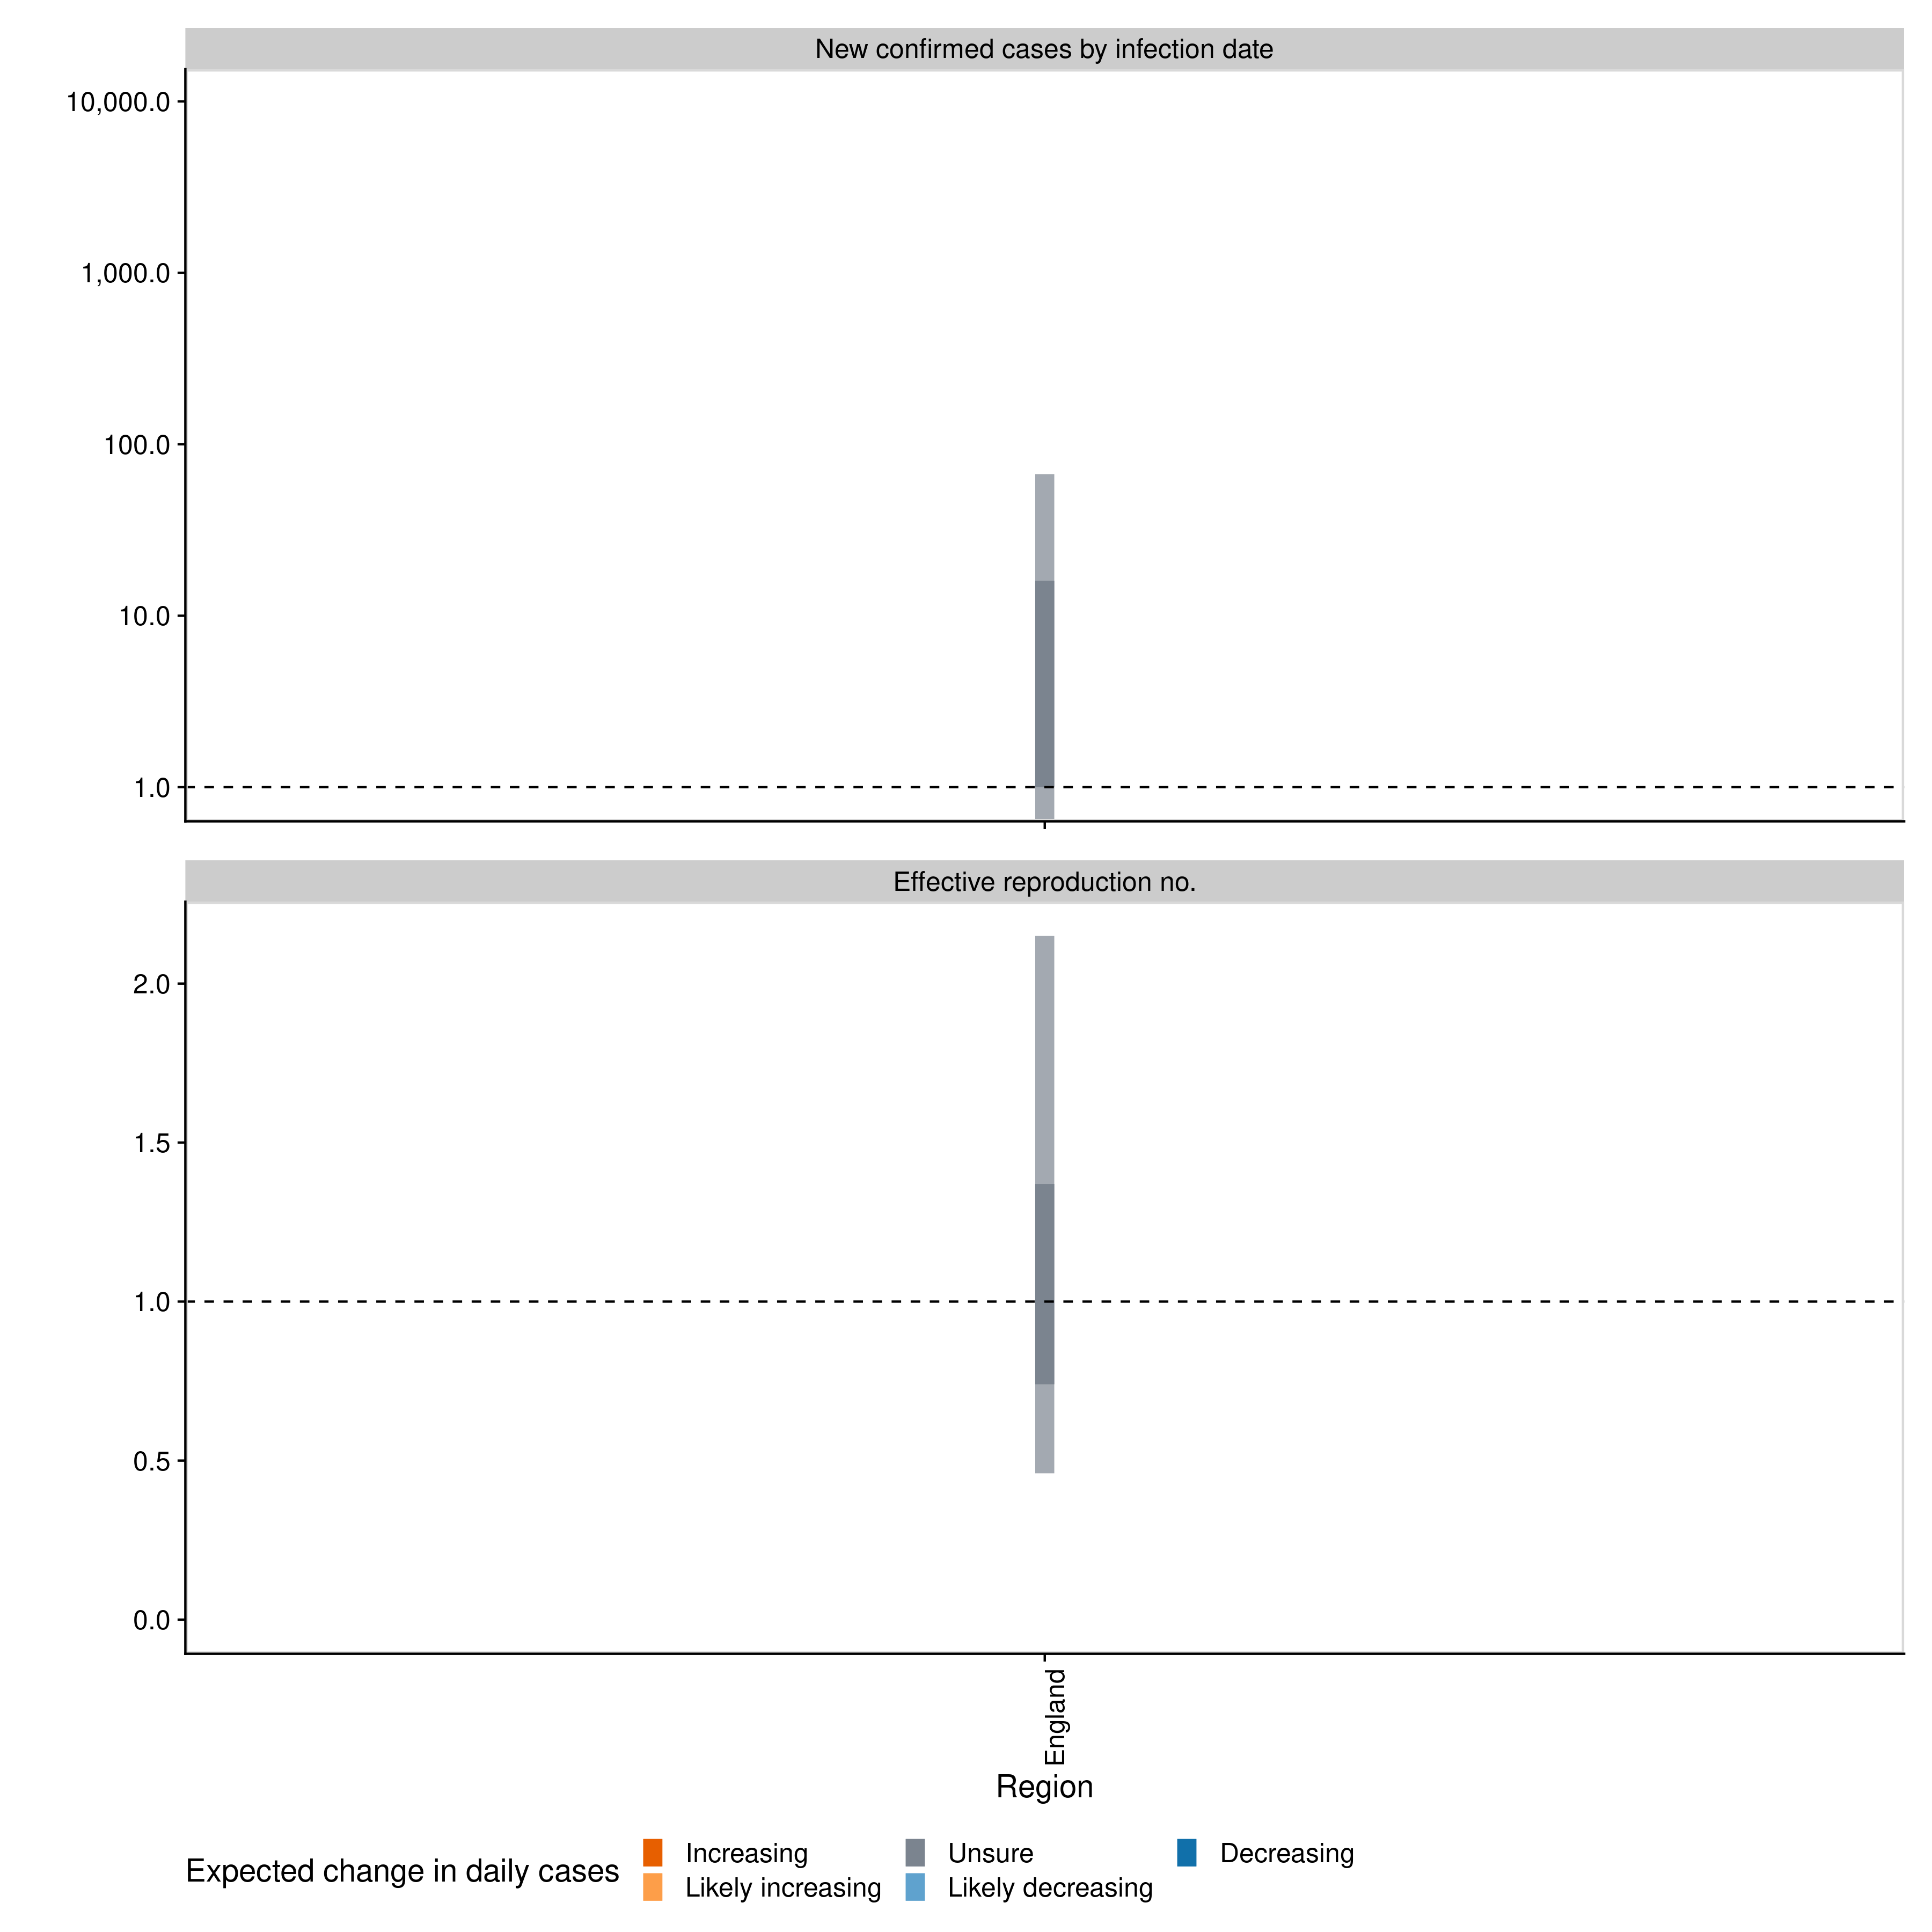 New confirmed cases by infection date
10,000.0
1,000.0
100.0
10.0
1.0
Effective reproduction no.
2.0
1.5
1.0
0.5
0.0
England
Region
Expected change in daily cases
Increasing
Unsure
Decreasing
Likely increasing
Likely decreasing